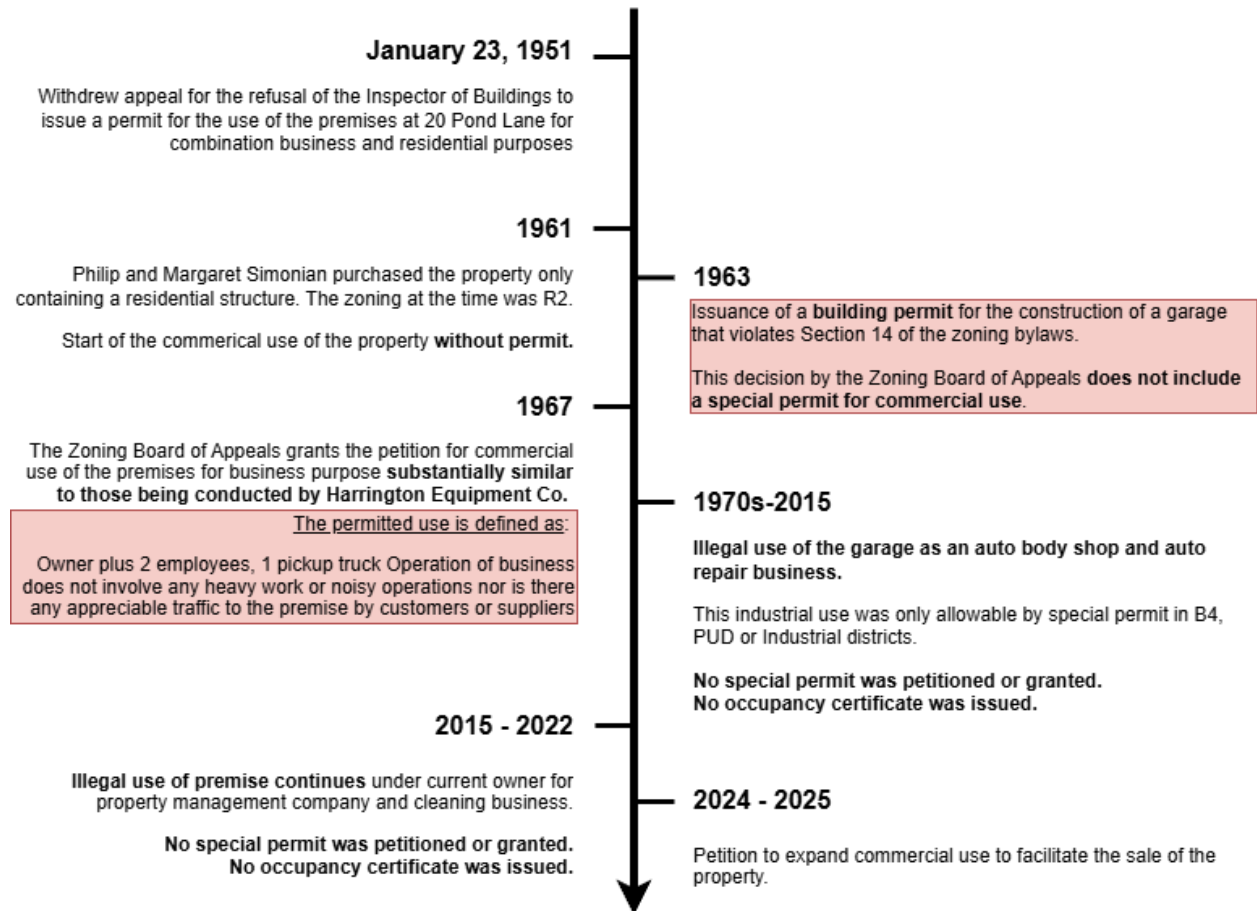 January 23, 1951
Withdrew appeal for the refusal of the Inspector of Buildings to
issue a permit for the use of the premises at 20 Pond Lane for
combination business and residential purposes
1961
Philip and Margaret Simonian purchased the property only
containing a residential structure. The zoning at the time was R2.
Start of the commerical use of the property without permit.
1963
Issuance of a building permit for the construction of a garage
that violates Section 14 of the zoning bylaws.
This decision by the Zoning Board of Appeals does not include
a special permit for commercial use.
1967
The Zoning Board of Appeals grants the petition for commercial
use of the premises for business purpose substantially similar
to those being conducted by Harrington Equipment Co.
The permitted use is defined as:
Owner plus 2 employees, 1 pickup truck Operation of business
does not involve any heavy work or noisy operations nor is there
any appreciable traffic to the premise by customers or suppliers
1970s-2015
Illegal use of the garage as an auto body shop and auto
repair business.
This industrial use was only allowable by special permit in B4,
PUD or Industrial districts.
No special permit was petitioned or granted.
No occupancy certificate was issued.
2015 - 2022
Illegal use of premise continues under current owner for
property management company and cleaning business.
No special permit was petitioned or granted.
No occupancy certificate was issued.
2024 - 2025
Petition to expand commercial use to facilitate the sale of the
property.